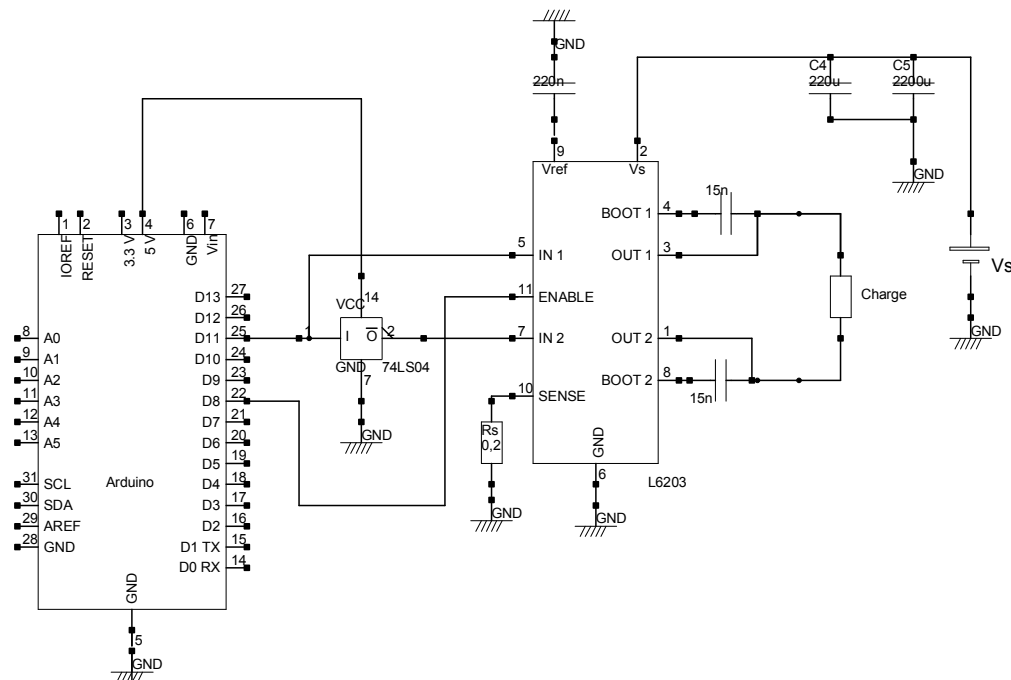 GND
220n
9
Vref
2
Vs
C4
220u
C5
2200u
GND
Vs
GND
1
IOREF
2
RESET
3
3.3 V
4
5 V
6
GND
7
Vin
D13 27
D12 26
D11 25
D10 24
D9 23
D8 22
D7 21
D6 20
D5 19
D4 18
D3 17
D2 16
D1 TX 15
D0 RX 14
8 A0
9 A1
10 A2
11 A3
12 A4
13 A5
31 SCL
30 SDA
29 AREF
28 GND
Arduino
GND
5
GND
VCC 14
1 I O 2
GND 74LS04
7
GND
5 IN 1
11 ENABLE
7 IN 2
10 SENSE
Rs
0,2
GND
GND
6
GND
L6203
BOOT 1 4
15n
OUT 1 3
OUT 2 1
BOOT 2 8
15n
Charge